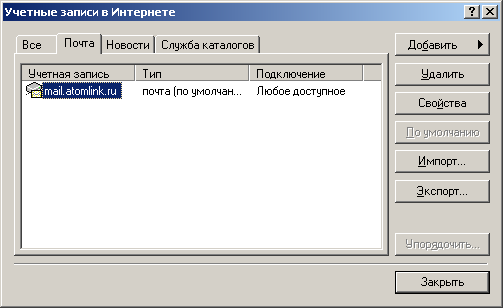 Учетные записи в Интернете
Все Почта Новости Служба каталогов
Учетная запись Тип Подключение
mail.atomlink.ru почта (по умолчан... Любое доступное
Добавить
Удалить
Свойства
По умолчанию
Импорт...
Экспорт...
Упорядочить...
Закрыть